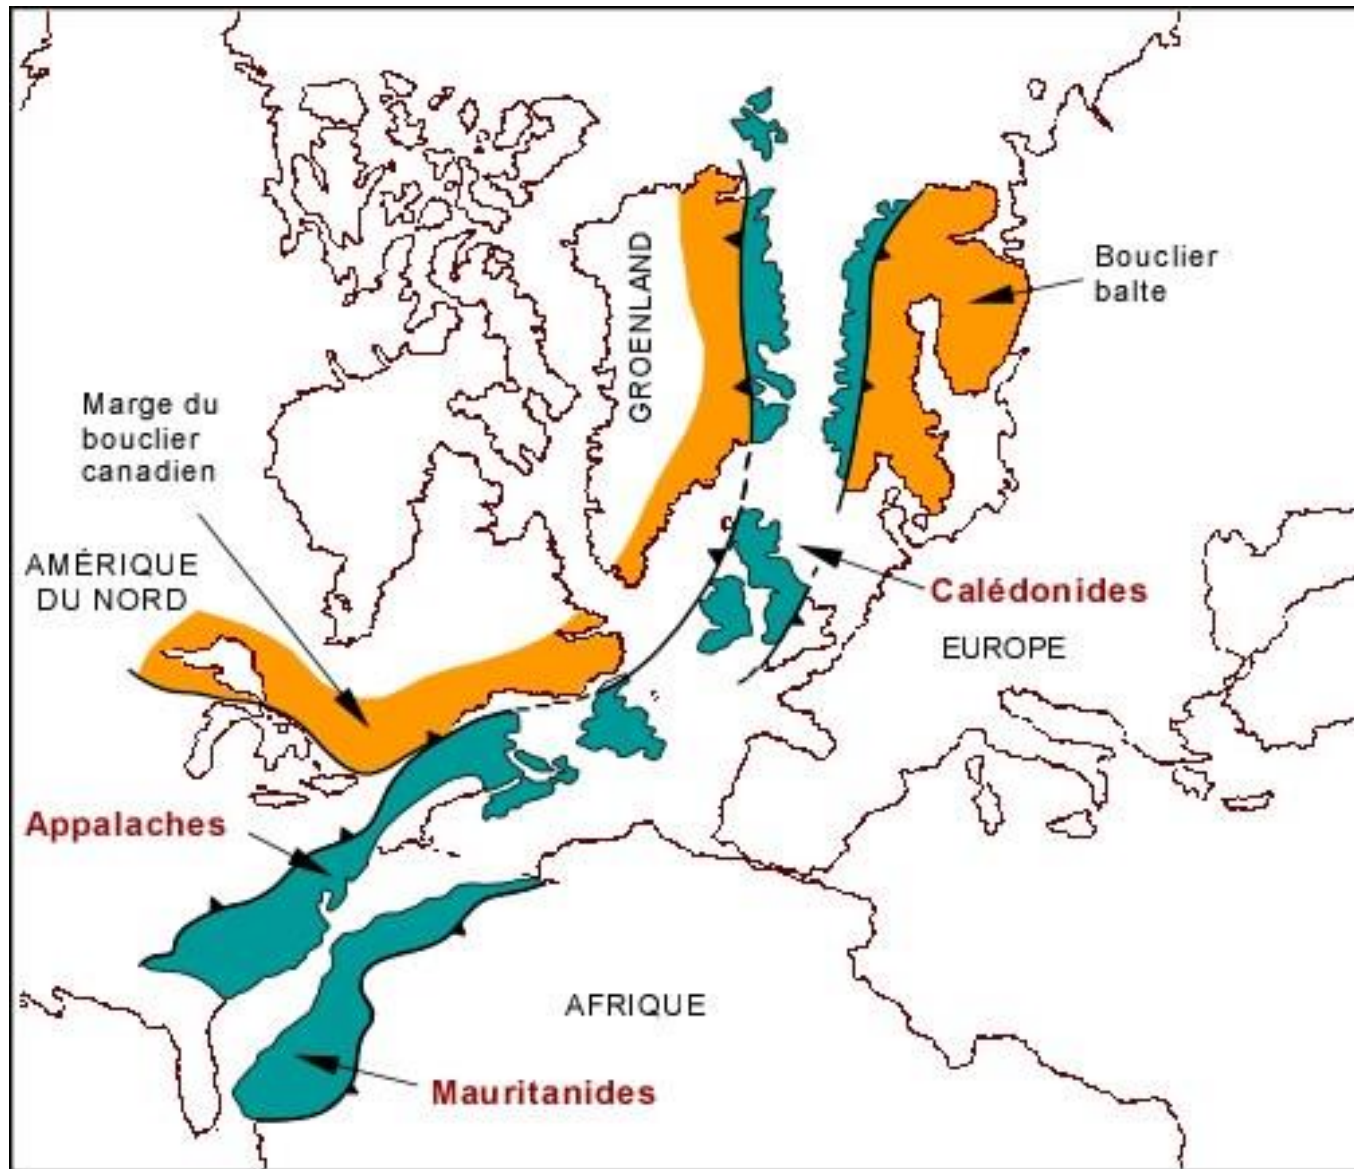 GROENLAND
Bouclier
balte
Marge du
bouclier
canadien
AMÉRIQUE
DU NORD
Calédonides
EUROPE
Appalaches
AFRIQUE
Mauritanides